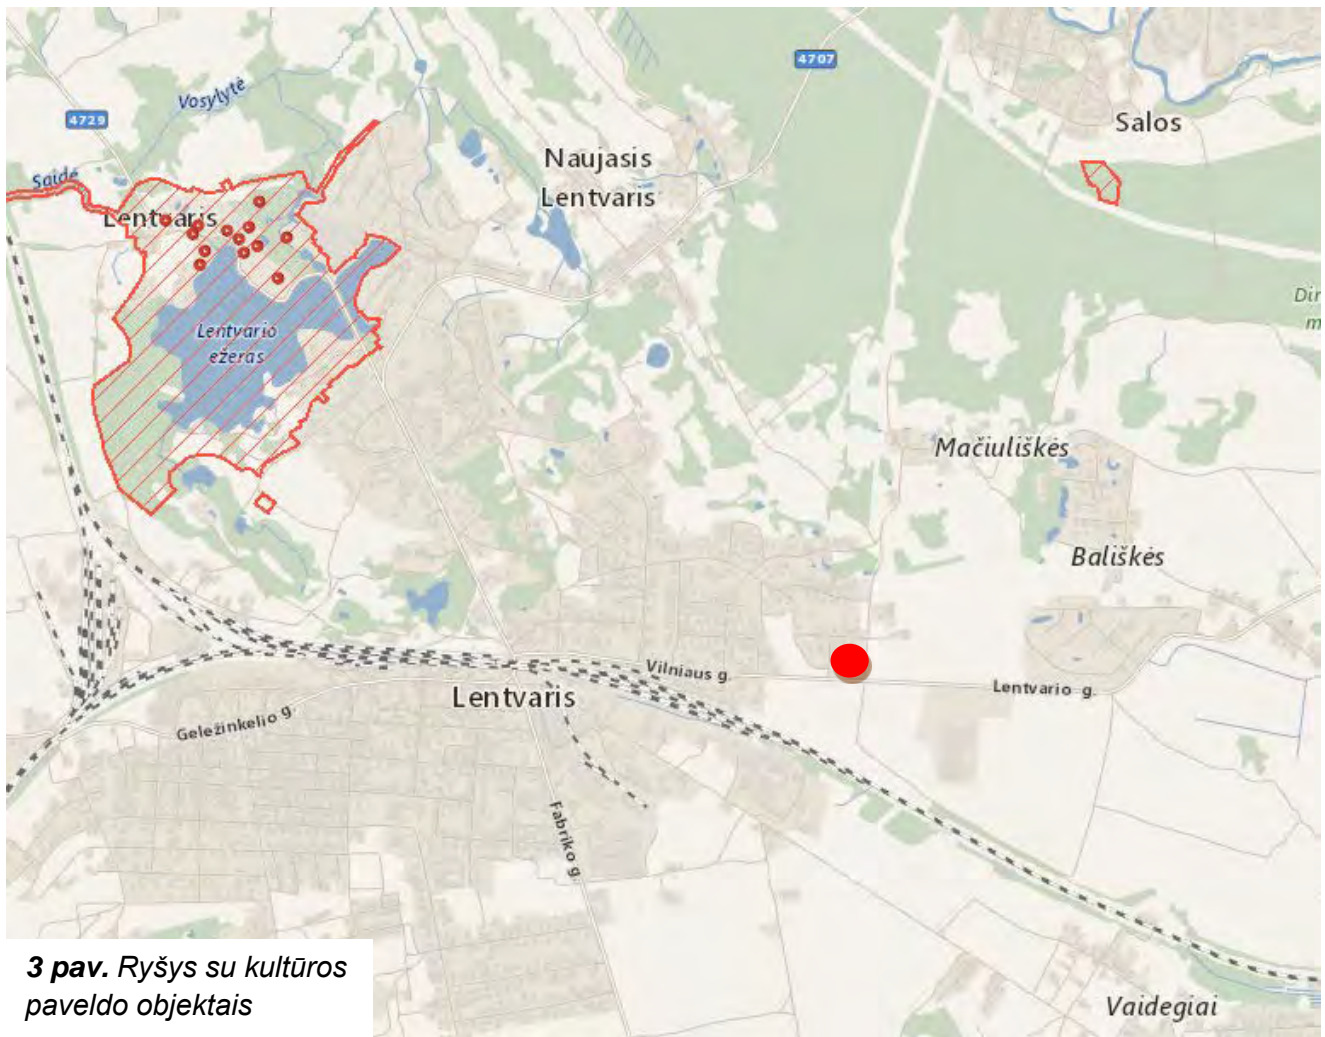 4707
Vosylytė
4729
Salos
Naujasis
Lentvaris
Saidė
Lentvaris
Dir
m
Lentvario
ežeras
Mačiuliškės
Bališkės
Vilniaus g.
Lentvario g.
Lentvaris
Geležinkelio g.
Fabriko g.
3 pav. Ryšys su kultūros
paveldo objektais
Vaidegiai